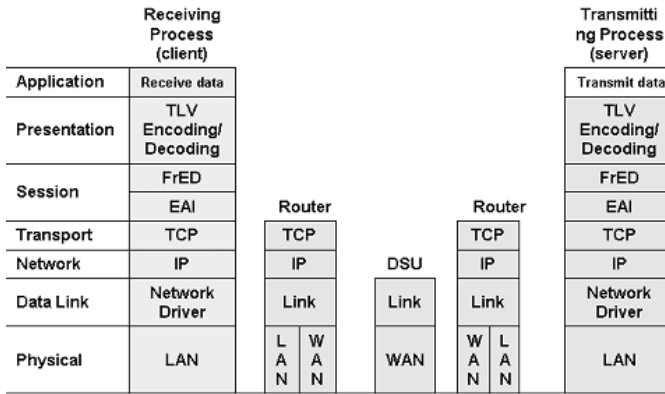 Receiving
Process
(client)
Transmitti
ng Process
(server)
Application
Receive data
Transmit data
Presentation
TLV
Encoding/
Decoding
TLV
Encoding/
Decoding
Session
FrED
FrED
EAI
Router
Router
EAI
Transport
TCP
TCP
TCP
TCP
Network
IP
IP
DSU
IP
IP
Data Link
Network
Driver
Link
Link
Link
Network
Driver
Physical
LAN
L
A
N
W
A
N
WAN
W
A
N
L
A
N
LAN